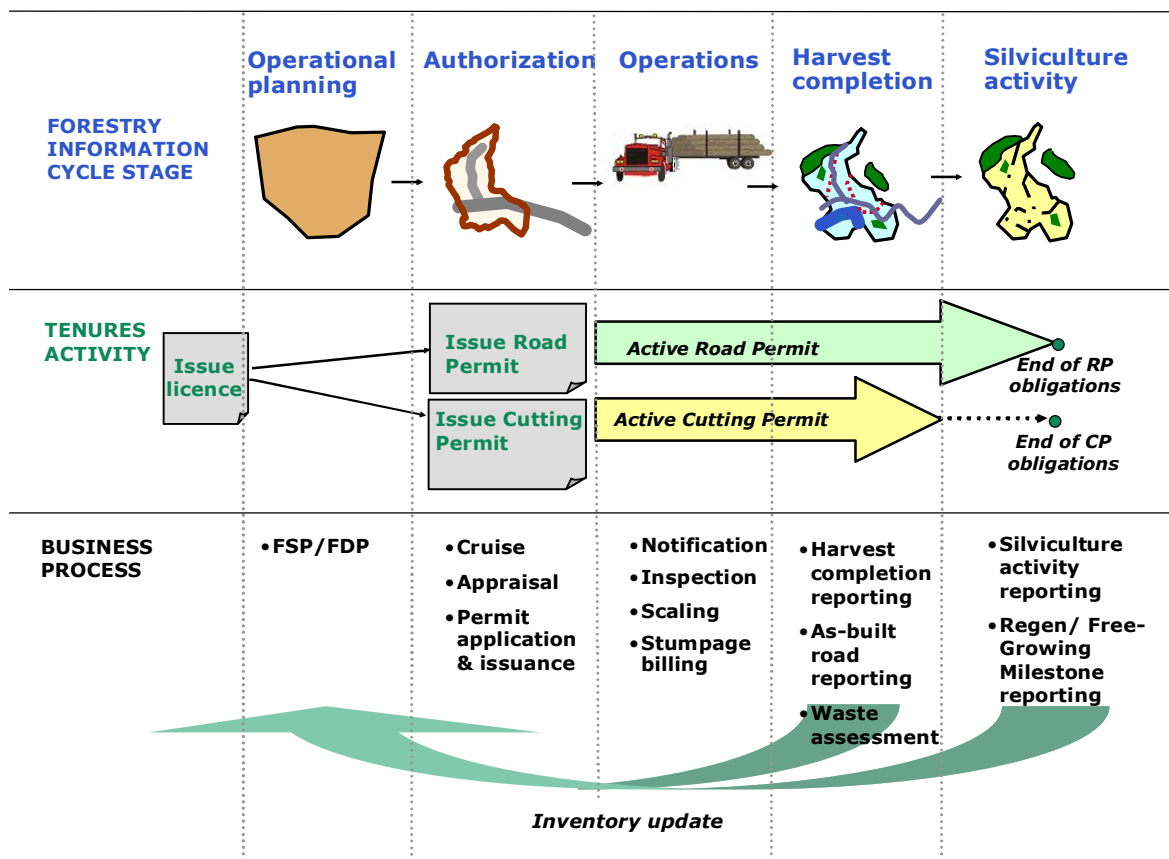 Operational
planning
Authorization
Operations
Harvest
completion
Silviculture
activity
FORESTRY
INFORMATION
CYCLE STAGE
TENURES
ACTIVITY
Issue
licence
Issue Road
Permit
Issue Cutting
Permit
Active Road Permit
Active Cutting Permit
End of RP
obligations
End of CP
obligations
BUSINESS
PROCESS
•FSP/FDP
•Cruise
•Appraisal
•Permit
application
& issuance
•Notification
•Inspection
•Scaling
•Stumpage
billing
•Harvest
completion
reporting
•As-built
road
reporting
•Waste
assessment
•Silviculture
activity
reporting
•Regen/ Free-
Growing
Milestone
reporting
Inventory update